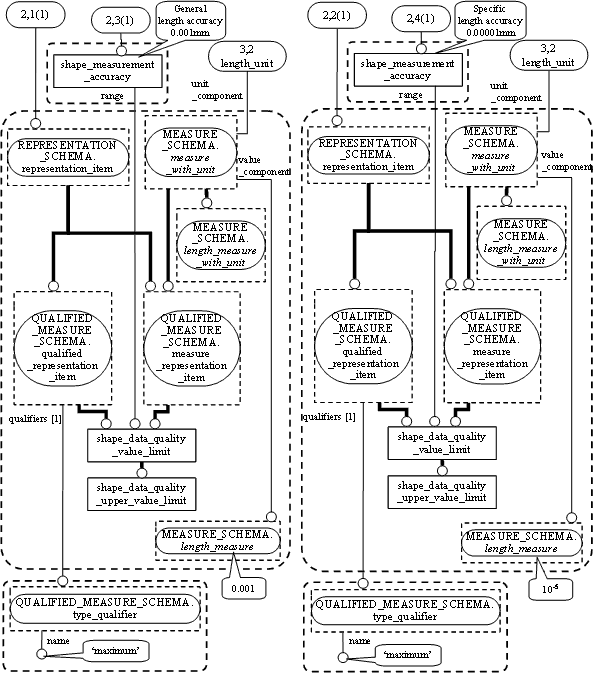 2,1(1)
2,3(1)
General
length accuracy
0.001mm
shape_measurement
_accuracy
3,2
length_unit
range
unit
_component
REPRESENTATION
_SCHEMA.
representation_item
MEASURE
_SCHEMA.
measure
_with_unit
value
_component
MEASURE
_SCHEMA.
length_measure
_with_unit
QUALIFIED
_MEASURE
_SCHEMA.
qualified
_representation
_item
QUALIFIED
_MEASURE
_SCHEMA.
measure
_representation
_item
qualifiers [1]
shape_data_quality
_value_limit
shape_data_quality
_upper_value_limit
MEASURE_SCHEMA.
length_measure
0.001
QUALIFIED_MEASURE_SCHEMA.
type_qualifier
name
‘maximum’
2,2(1)
2,4(1)
Specific
length accuracy
0.00001mm
shape_measurement
_accuracy
3,2
length_unit
range
unit
_component
REPRESENTATION
_SCHEMA.
representation_item
MEASURE
_SCHEMA.
measure
_with_unit
value
_component
MEASURE
_SCHEMA.
length_measure
_with_unit
QUALIFIED
_MEASURE
_SCHEMA.
qualified
_representation
_item
QUALIFIED
_MEASURE
_SCHEMA.
measure
_representation
_item
qualifiers [1]
shape_data_quality
_value_limit
shape_data_quality
_upper_value_limit
MEASURE_SCHEMA.
length_measure
QUALIFIED_MEASURE_SCHEMA.
type_qualifier
name
‘maximum’